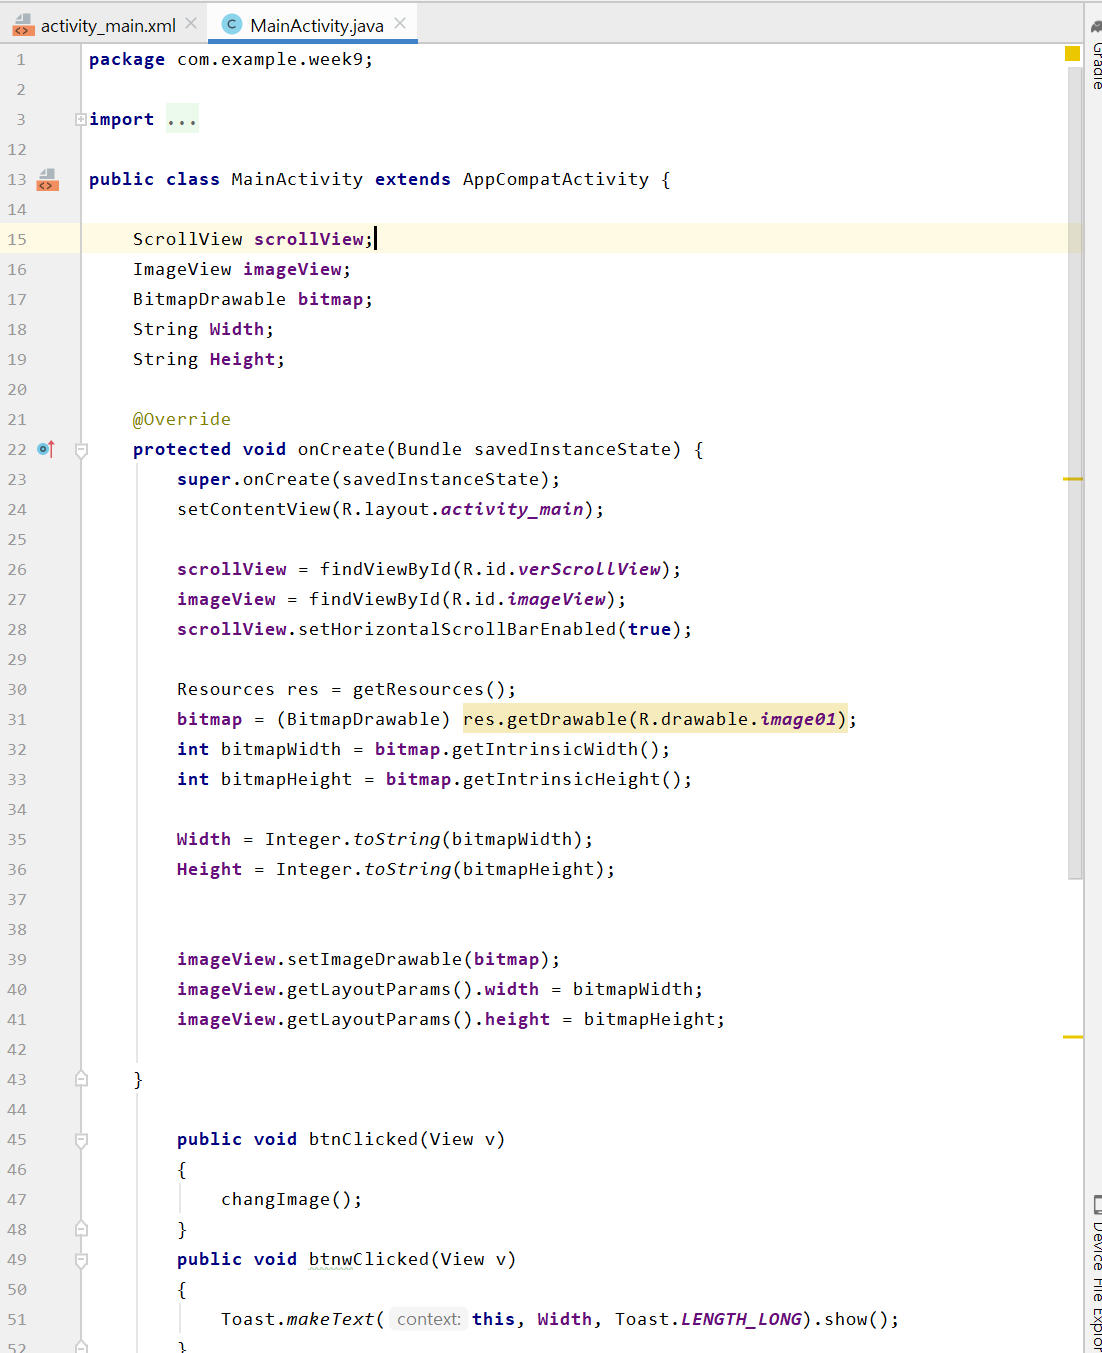 activity_main.xml MainActivity.java
Gradle
1 package com.example.week9;
2
3 import ...
12
13 public class MainActivity extends AppCompatActivity {
14
15 ScrollView scrollView;
16 ImageView imageView;
17 BitmapDrawable bitmap;
18 String Width;
19 String Height;
20
21 @Override
22 protected void onCreate(Bundle savedInstanceState) {
23 super.onCreate(savedInstanceState);
24 setContentView(R.layout.activity_main);
25
26 scrollView = findViewById(R.id.verScrollView);
27 imageView = findViewById(R.id.imageView);
28 scrollView.setHorizontalScrollBarEnabled(true);
29
30 Resources res = getResources();
31 bitmap = (BitmapDrawable) res.getDrawable(R.drawable.image01);
32 int bitmapWidth = bitmap.getIntrinsicWidth();
33 int bitmapHeight = bitmap.getIntrinsicHeight();
34
35 Width = Integer.toString(bitmapWidth);
36 Height = Integer.toString(bitmapHeight);
37
38
39 imageView.setImageDrawable(bitmap);
40 imageView.getLayoutParams().width = bitmapWidth;
41 imageView.getLayoutParams().height = bitmapHeight;
42
43 }
44
45 public void btnClicked(View v)
46 {
47 changImage();
48 }
49 public void btnwClicked(View v)
50 {
51 Toast.makeText( context: this, Width, Toast.LENGTH_LONG).show();
52 }
Device File Explor